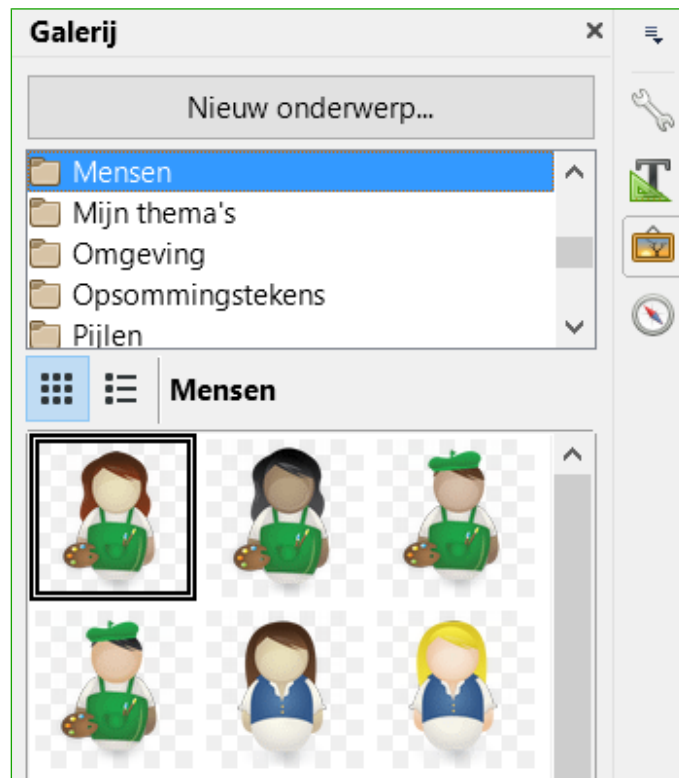 Galerij
Nieuw onderwerp...
Mensen
Mijn thema's
Omgeving
Opsommingstekens
Pijlen
Mensen